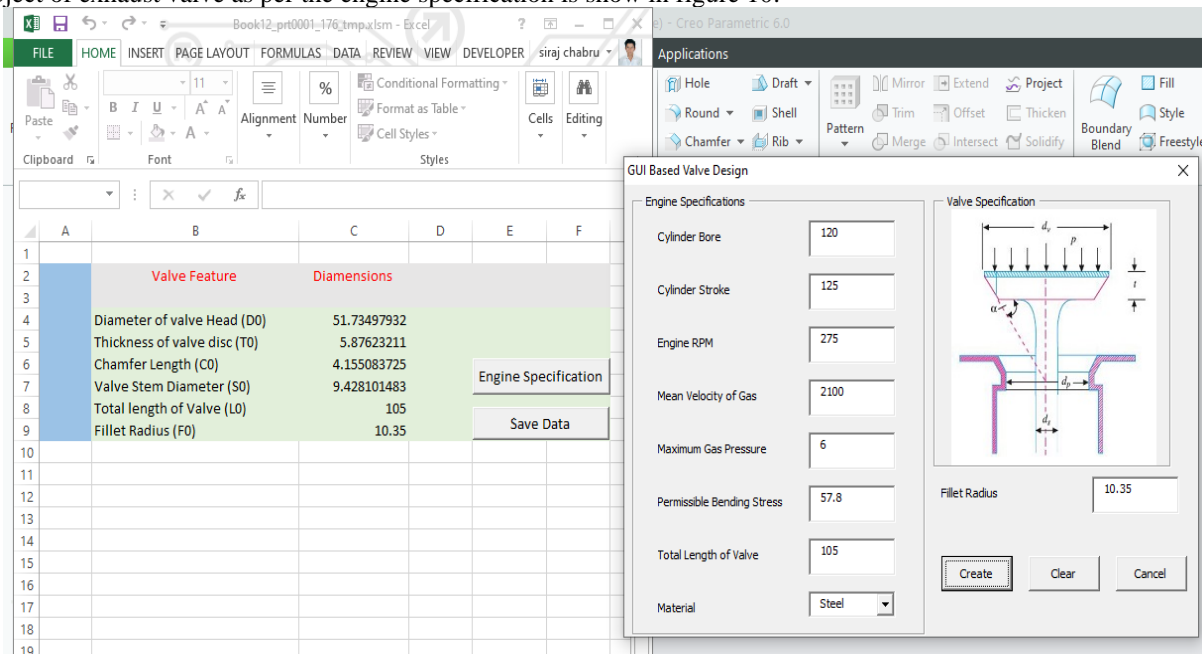 oject of exhaust valve as per the engine specification is show in figure 10.
Book12_prt0001_176_tmp.xlsm - Excel ?
e) - Creo Parametric 6.0
FILE HOME INSERT PAGE LAYOUT FORMULAS DATA REVIEW VIEW DEVELOPER siraj chabru
Applications
Paste
Clipboard
11
B I U A A
A
Font
Alignment
%
Number
Conditional Formatting
Format as Table
Cell Styles
Styles
Cells
Editing
Hole Draft
Round Shell
Chamfer Rib
Pattern
Mirror Extend Project
Trim Offset Thicken
Merge Intersect Solidify
Boundary
Blend
Fill
Style
Freestyle
fx
A B C D E F
1
2 Valve Feature Diamensions
3
4 Diameter of valve Head (D0) 51.73497932
5 Thickness of valve disc (T0) 5.87623211
6 Chamfer Length (C0) 4.155083725
7 Valve Stem Diameter (S0) 9.428101483
8 Total length of Valve (L0) 105
9 Fillet Radius (F0) 10.35
Engine Specification
Save Data
10
11
12
13
14
15
16
17
18
19
GUI Based Valve Design X
Engine Specifications
Cylinder Bore 120
Cylinder Stroke 125
Engine RPM 275
Mean Velocity of Gas 2100
Maximum Gas Pressure 6
Permissible Bending Stress 57.8
Total Length of Valve 105
Material Steel
Valve Specification
dv
p
t
α
dp
ds
Fillet Radius 10.35
Create Clear Cancel